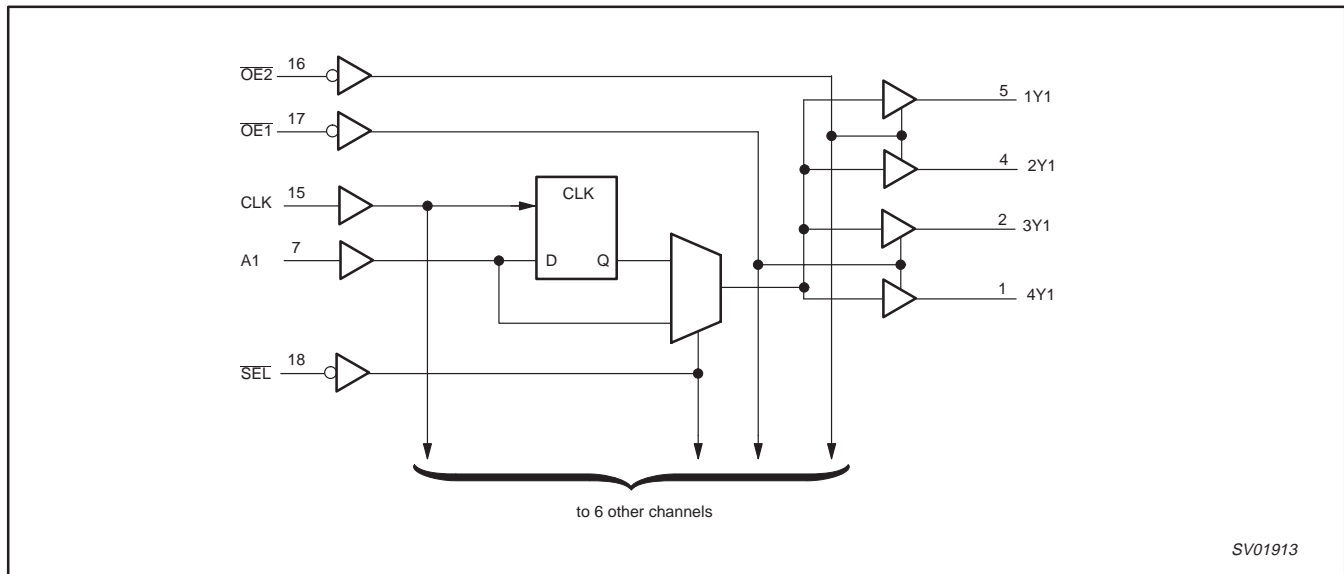 OE2 16
OE1 17
CLK 15
A1 7
SEL 18
CLK
D Q
5 1Y1
4 2Y1
2 3Y1
1 4Y1
to 6 other channels
SV01913